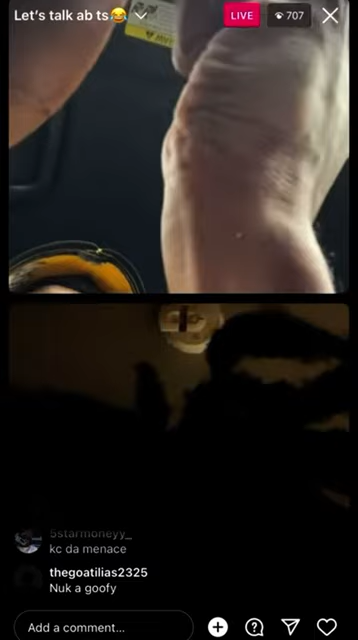 Let's talk ab ts😂
LIVE
707
5starmoneyy_
kc da menace
thegoatilias2325
Nuk a goofy
Add a comment...